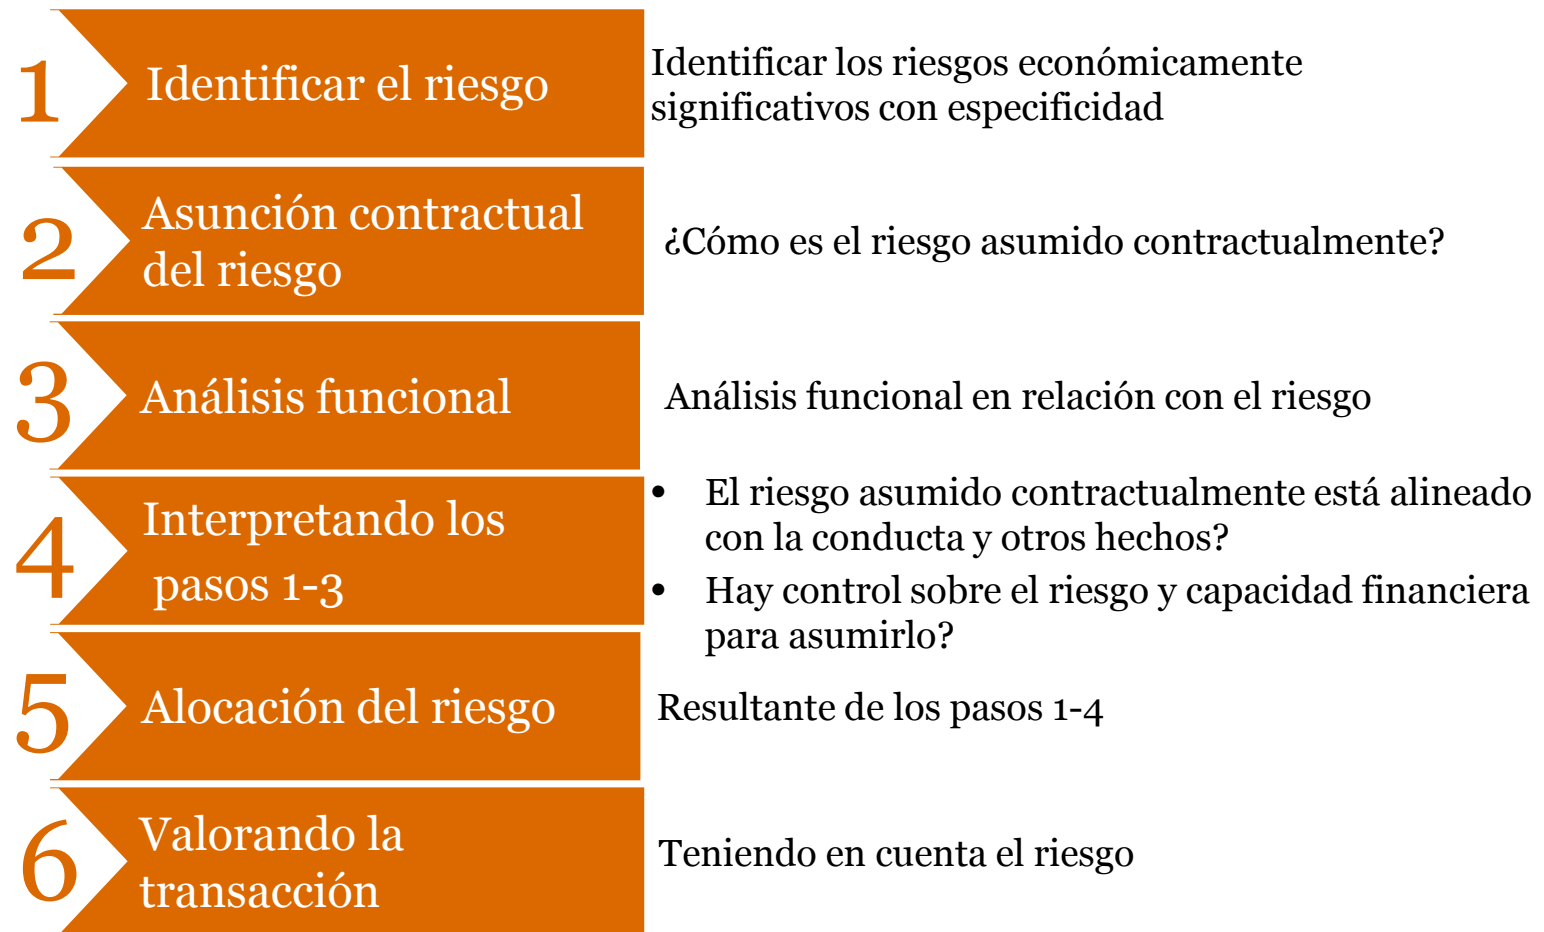 1
Identificar el riesgo
Identificar los riesgos económicamente
significativos con especificidad
2
Asunción contractual
del riesgo
¿Cómo es el riesgo asumido contractualmente?
3
Análisis funcional
Análisis funcional en relación con el riesgo
4
Interpretando los
pasos 1-3
• El riesgo asumido contractualmente está alineado
con la conducta y otros hechos?
• Hay control sobre el riesgo y capacidad financiera
para asumirlo?
5
Alocación del riesgo
Resultante de los pasos 1-4
6
Valorando la
transacción
Teniendo en cuenta el riesgo